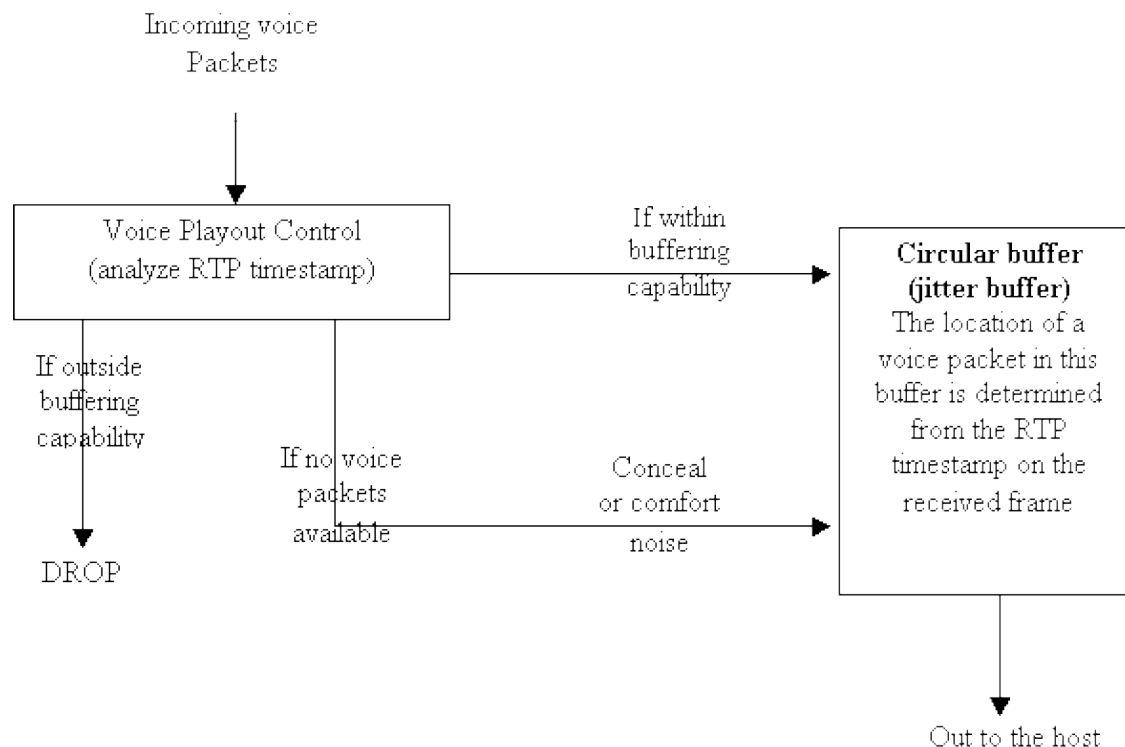 Incoming voice
Packets
Voice Playout Control
(analyze RTP timestamp)
If within
buffering
capability
Circular buffer
(jitter buffer)
The location of a
voice packet in this
buffer is determined
from the RTP
timestamp on the
received frame
If outside
buffering
capability
If no voice
packets
available
Conceal
or comfort
noise
DROP
Out to the host